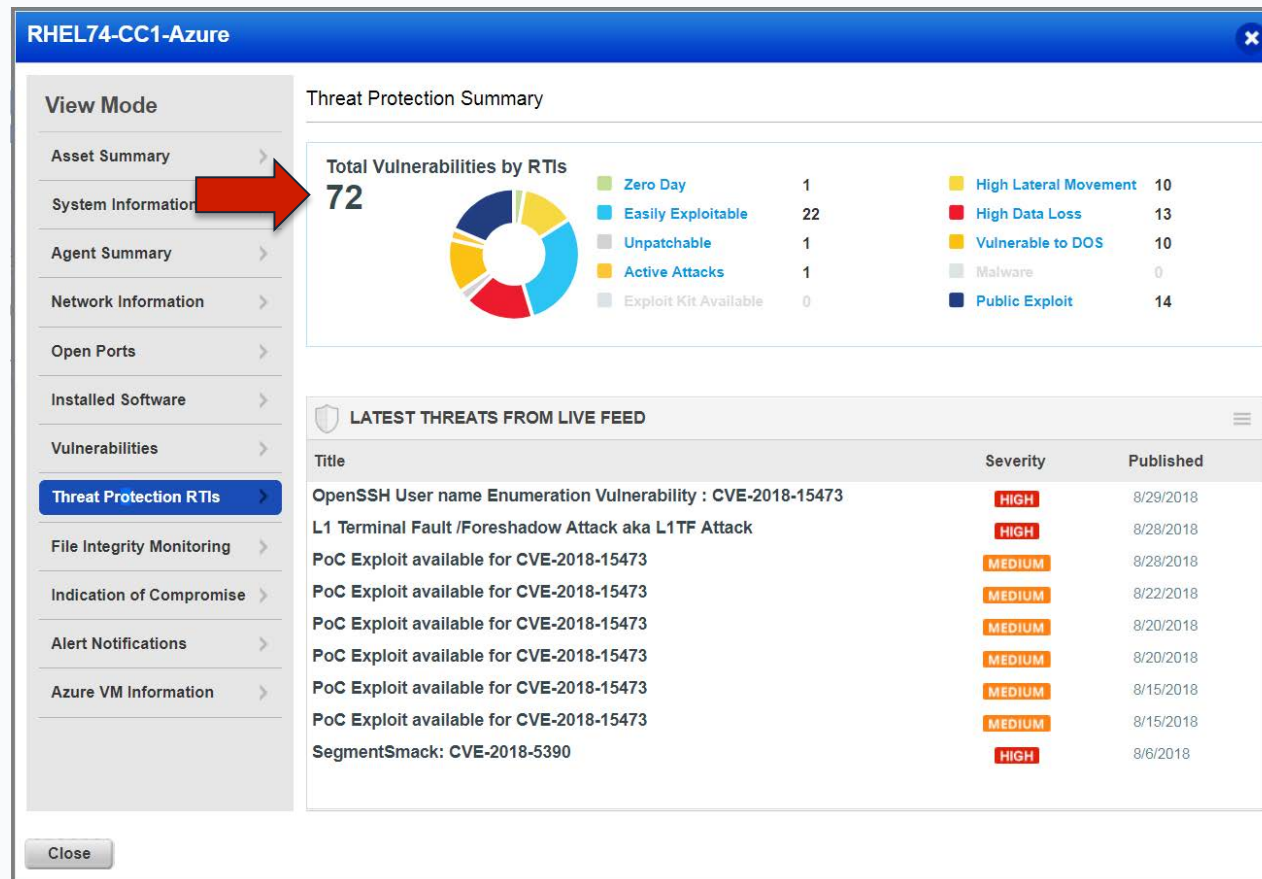 RHEL74-CC1-Azure
View Mode
Asset Summary
System Information
Agent Summary
Network Information
Open Ports
Installed Software
Vulnerabilities
Threat Protection RTIs
File Integrity Monitoring
Indication of Compromise
Alert Notifications
Azure VM Information
Threat Protection Summary
Total Vulnerabilities by RTIs
72
Zero Day 1
Easily Exploitable 22
Unpatchable 1
Active Attacks 1
Exploit Kit Available 0
High Lateral Movement 10
High Data Loss 13
Vulnerable to DOS 10
Malware 0
Public Exploit 14
LATEST THREATS FROM LIVE FEED
Title Severity Published
OpenSSH User name Enumeration Vulnerability : CVE-2018-15473 HIGH 8/29/2018
L1 Terminal Fault /Foreshadow Attack aka L1TF Attack HIGH 8/28/2018
PoC Exploit available for CVE-2018-15473 MEDIUM 8/28/2018
PoC Exploit available for CVE-2018-15473 MEDIUM 8/22/2018
PoC Exploit available for CVE-2018-15473 MEDIUM 8/20/2018
PoC Exploit available for CVE-2018-15473 MEDIUM 8/20/2018
PoC Exploit available for CVE-2018-15473 MEDIUM 8/15/2018
PoC Exploit available for CVE-2018-15473 MEDIUM 8/15/2018
SegmentSmack: CVE-2018-5390 HIGH 8/6/2018
Close